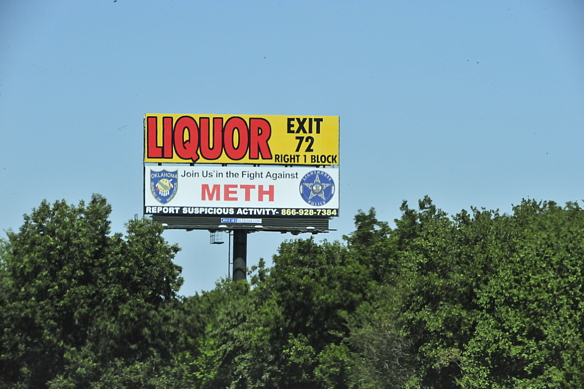 LIQUOR
EXIT
72
RIGHT 1 BLOCK
OKLAHOMA
Join Us in the Fight Against
METH
REPORT SUSPICIOUS ACTIVITY- 866-928-7384